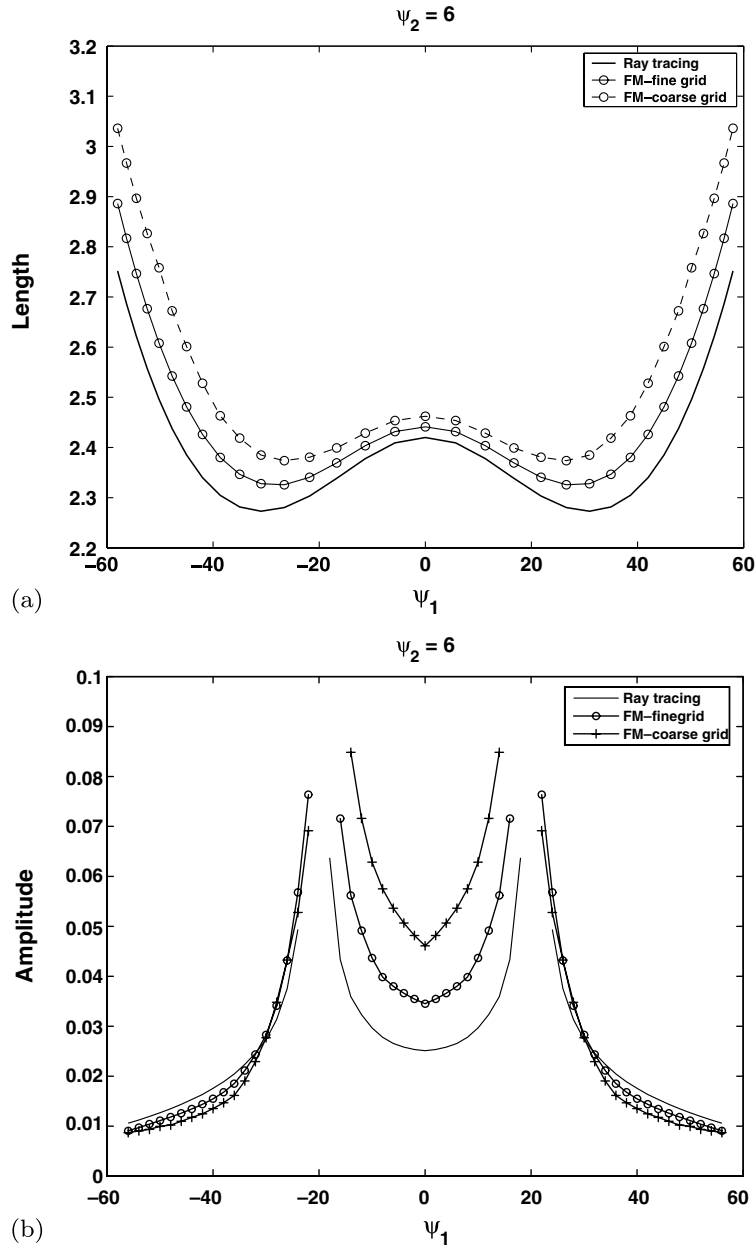 ψ₂ = 6
3.2
3.1
3
2.9
2.8
2.7
2.6
2.5
2.4
2.3
2.2
Length
Ray tracing
FM–fine grid
FM–coarse grid
–60
–40
–20
0
20
40
60
ψ₁
(a)
ψ₂ = 6
0.1
0.09
0.08
0.07
0.06
0.05
0.04
0.03
0.02
0.01
0
Amplitude
Ray tracing
FM–finegrid
FM–coarse grid
–60
–40
–20
0
20
40
60
ψ₁
(b)